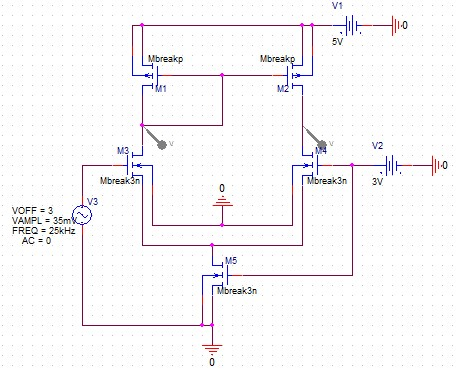 V1
5V
0
Mbreakp
Mbreakp
M1
M2
V
V
M3
M4
V2
Mbreak3n
Mbreak3n
3V
0
0
V3
VOFF = 3
VAMPL = 35mV
FREQ = 25kHz
AC = 0
M5
Mbreak3n
0